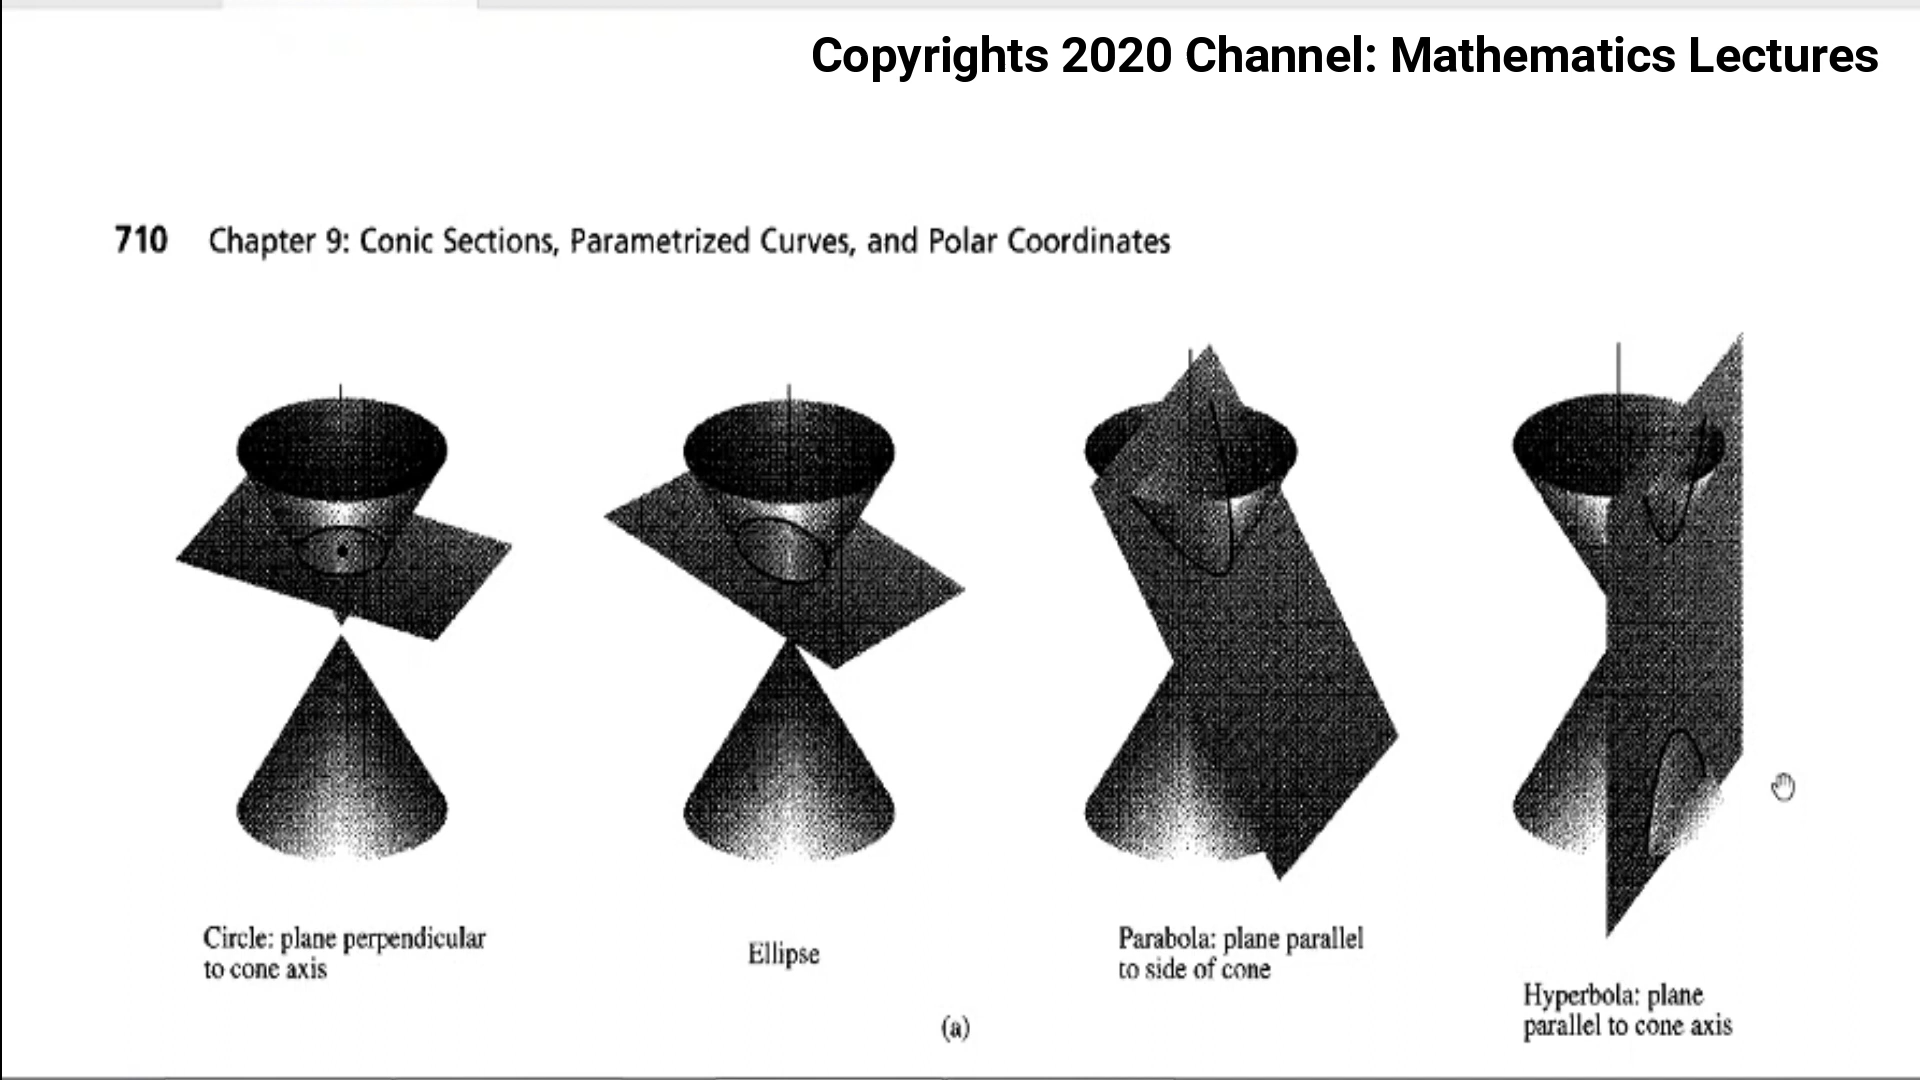 Copyrights 2020 Channel: Mathematics Lectures
710 Chapter 9: Conic Sections, Parametrized Curves, and Polar Coordinates
Circle: plane perpendicular
to cone axis
Ellipse
Parabola: plane parallel
to side of cone
Hyperbola: plane
parallel to cone axis
(a)